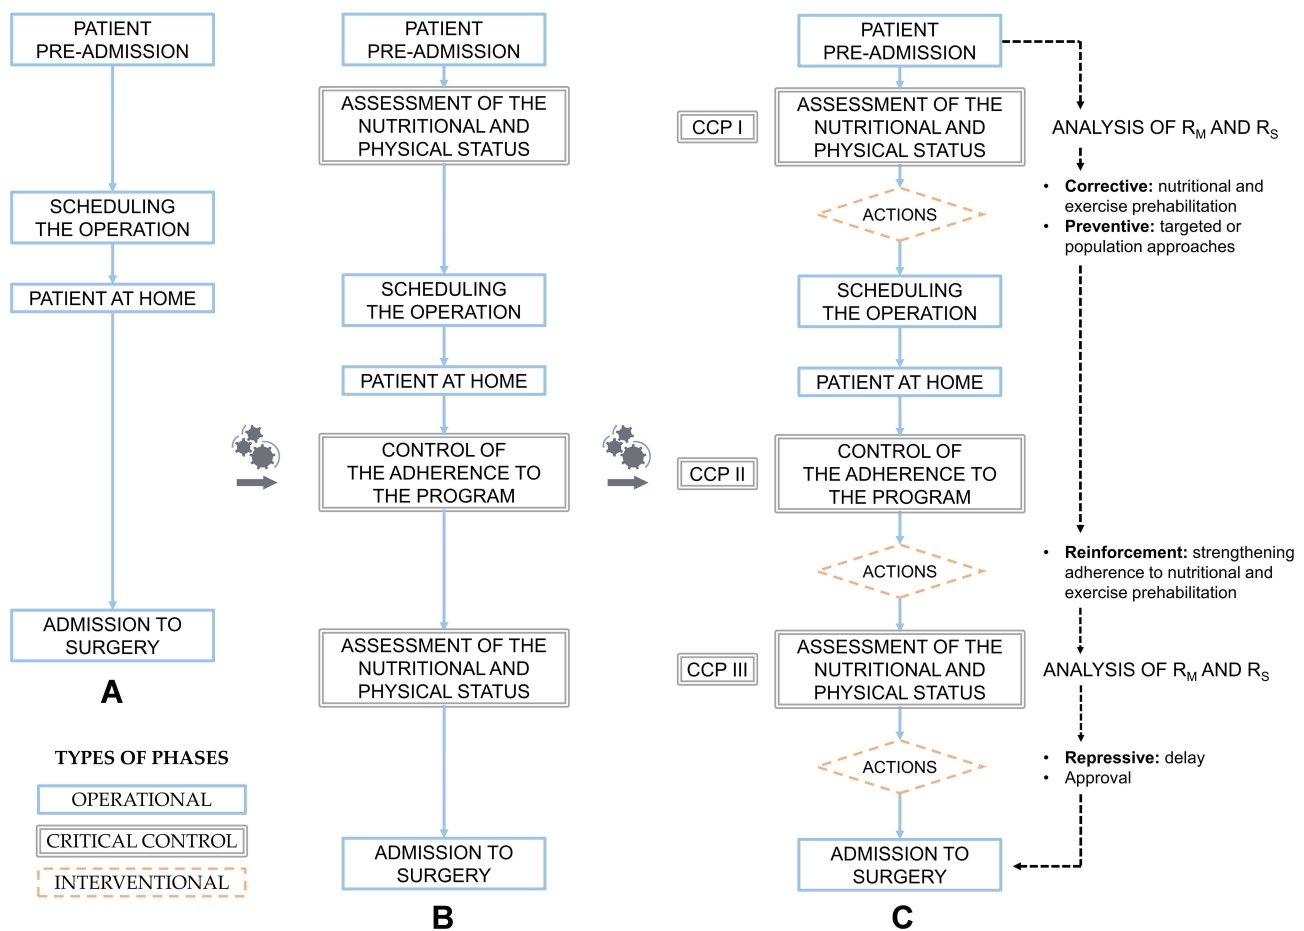 PATIENT
PRE-ADMISSION
SCHEDULING
THE OPERATION
PATIENT AT HOME
ADMISSION TO
SURGERY
A
TYPES OF PHASES
OPERATIONAL
CRITICAL CONTROL
INTERVENTIONAL
PATIENT
PRE-ADMISSION
ASSESSMENT OF THE
NUTRITIONAL AND
PHYSICAL STATUS
SCHEDULING
THE OPERATION
PATIENT AT HOME
CONTROL OF
THE ADHERENCE TO
THE PROGRAM
ASSESSMENT OF THE
NUTRITIONAL AND
PHYSICAL STATUS
ADMISSION TO
SURGERY
B
PATIENT
PRE-ADMISSION
CCP I
ASSESSMENT OF THE
NUTRITIONAL AND
PHYSICAL STATUS
ACTIONS
SCHEDULING
THE OPERATION
PATIENT AT HOME
CCP II
CONTROL OF
THE ADHERENCE TO
THE PROGRAM
ACTIONS
CCP III
ASSESSMENT OF THE
NUTRITIONAL AND
PHYSICAL STATUS
ACTIONS
ADMISSION TO
SURGERY
C
ANALYSIS OF RM AND RS
• Corrective: nutritional and
exercise prehabilitation
• Preventive: targeted or
population approaches
• Reinforcement: strengthening
adherence to nutritional and
exercise prehabilitation
ANALYSIS OF RM AND RS
• Repressive: delay
• Approval